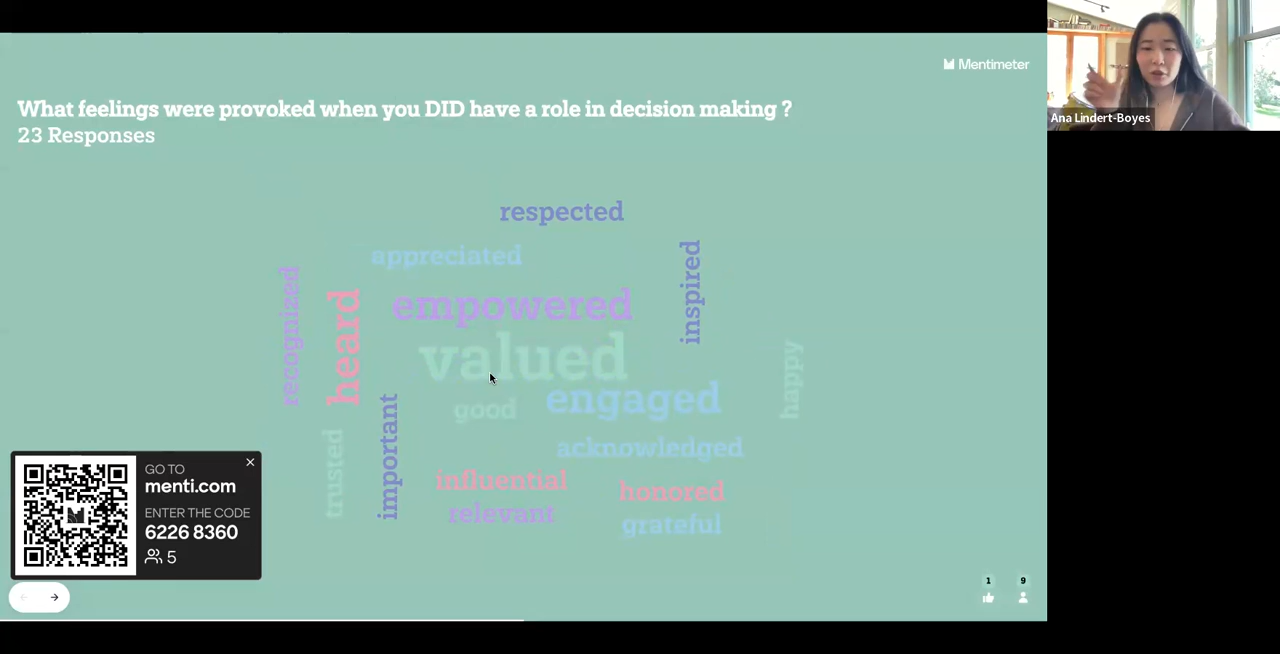 Mentimeter
What feelings were provoked when you DID have a role in decision making ?
23 Responses
respected
appreciated
inspired
recognized
heard
empowered
valued
happy
engaged
good
important
trusted
acknowledged
influential
honored
relevant
grateful
GO TO
menti.com
ENTER THE CODE
6226 8360
5
1
9
Ana Lindert-Boyes